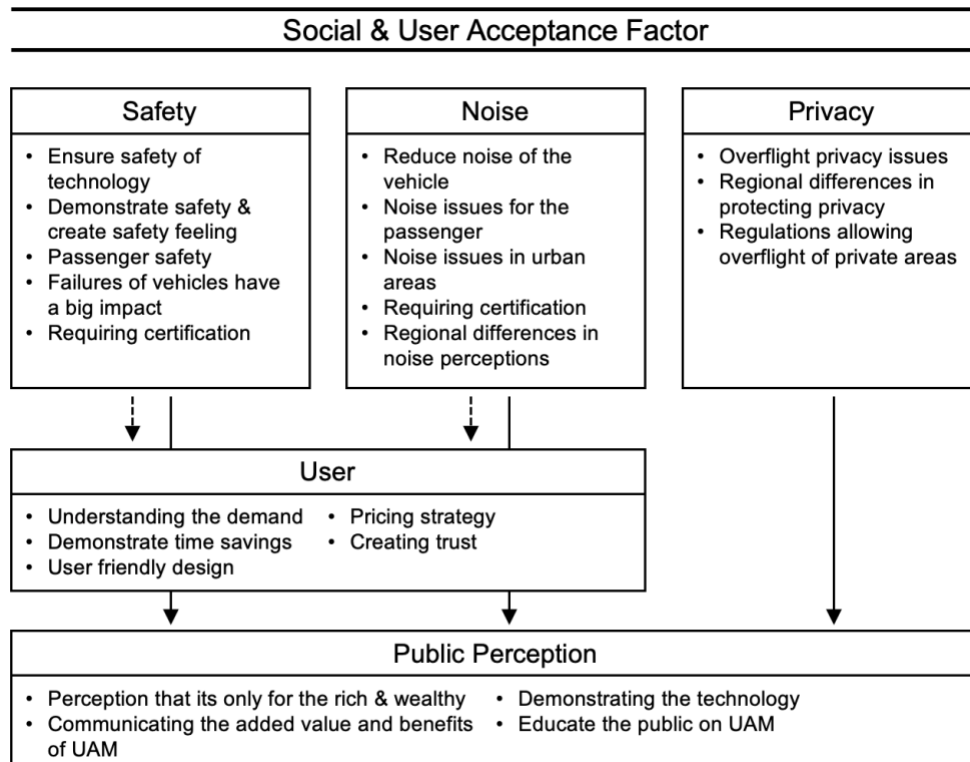 Social & User Acceptance Factor
Safety
• Ensure safety of
technology
• Demonstrate safety &
create safety feeling
• Passenger safety
• Failures of vehicles have
a big impact
• Requiring certification
Noise
• Reduce noise of the
vehicle
• Noise issues for the
passenger
• Noise issues in urban
areas
• Requiring certification
• Regional differences in
noise perceptions
Privacy
• Overflight privacy issues
• Regional differences in
protecting privacy
• Regulations allowing
overflight of private areas
User
• Understanding the demand
• Demonstrate time savings
• User friendly design
• Pricing strategy
• Creating trust
Public Perception
• Perception that its only for the rich & wealthy
• Communicating the added value and benefits
of UAM
• Demonstrating the technology
• Educate the public on UAM